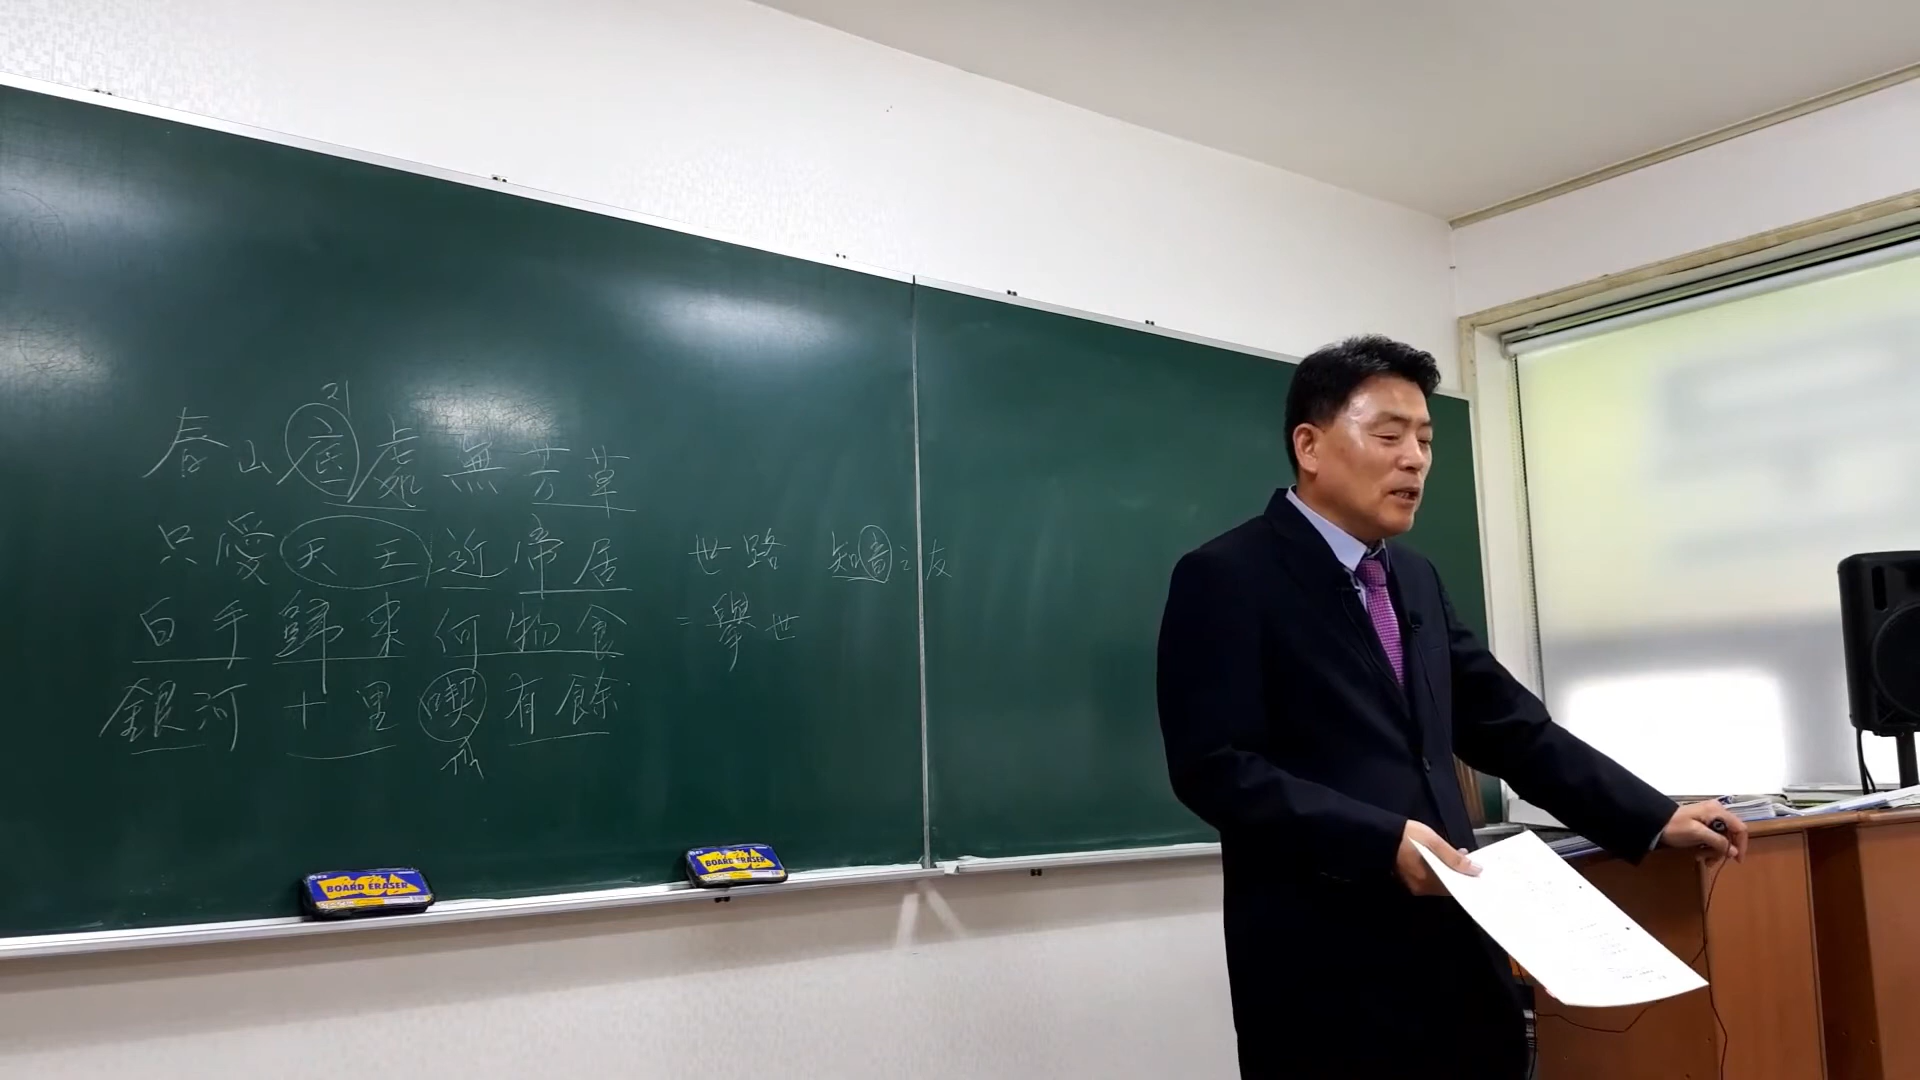 春山底處無芳草
只愛天王近帝居
白手歸來何物食
銀河十里喫有餘
世路 知音之友
=擧世
BOARD ERASER
BOARD ERASER